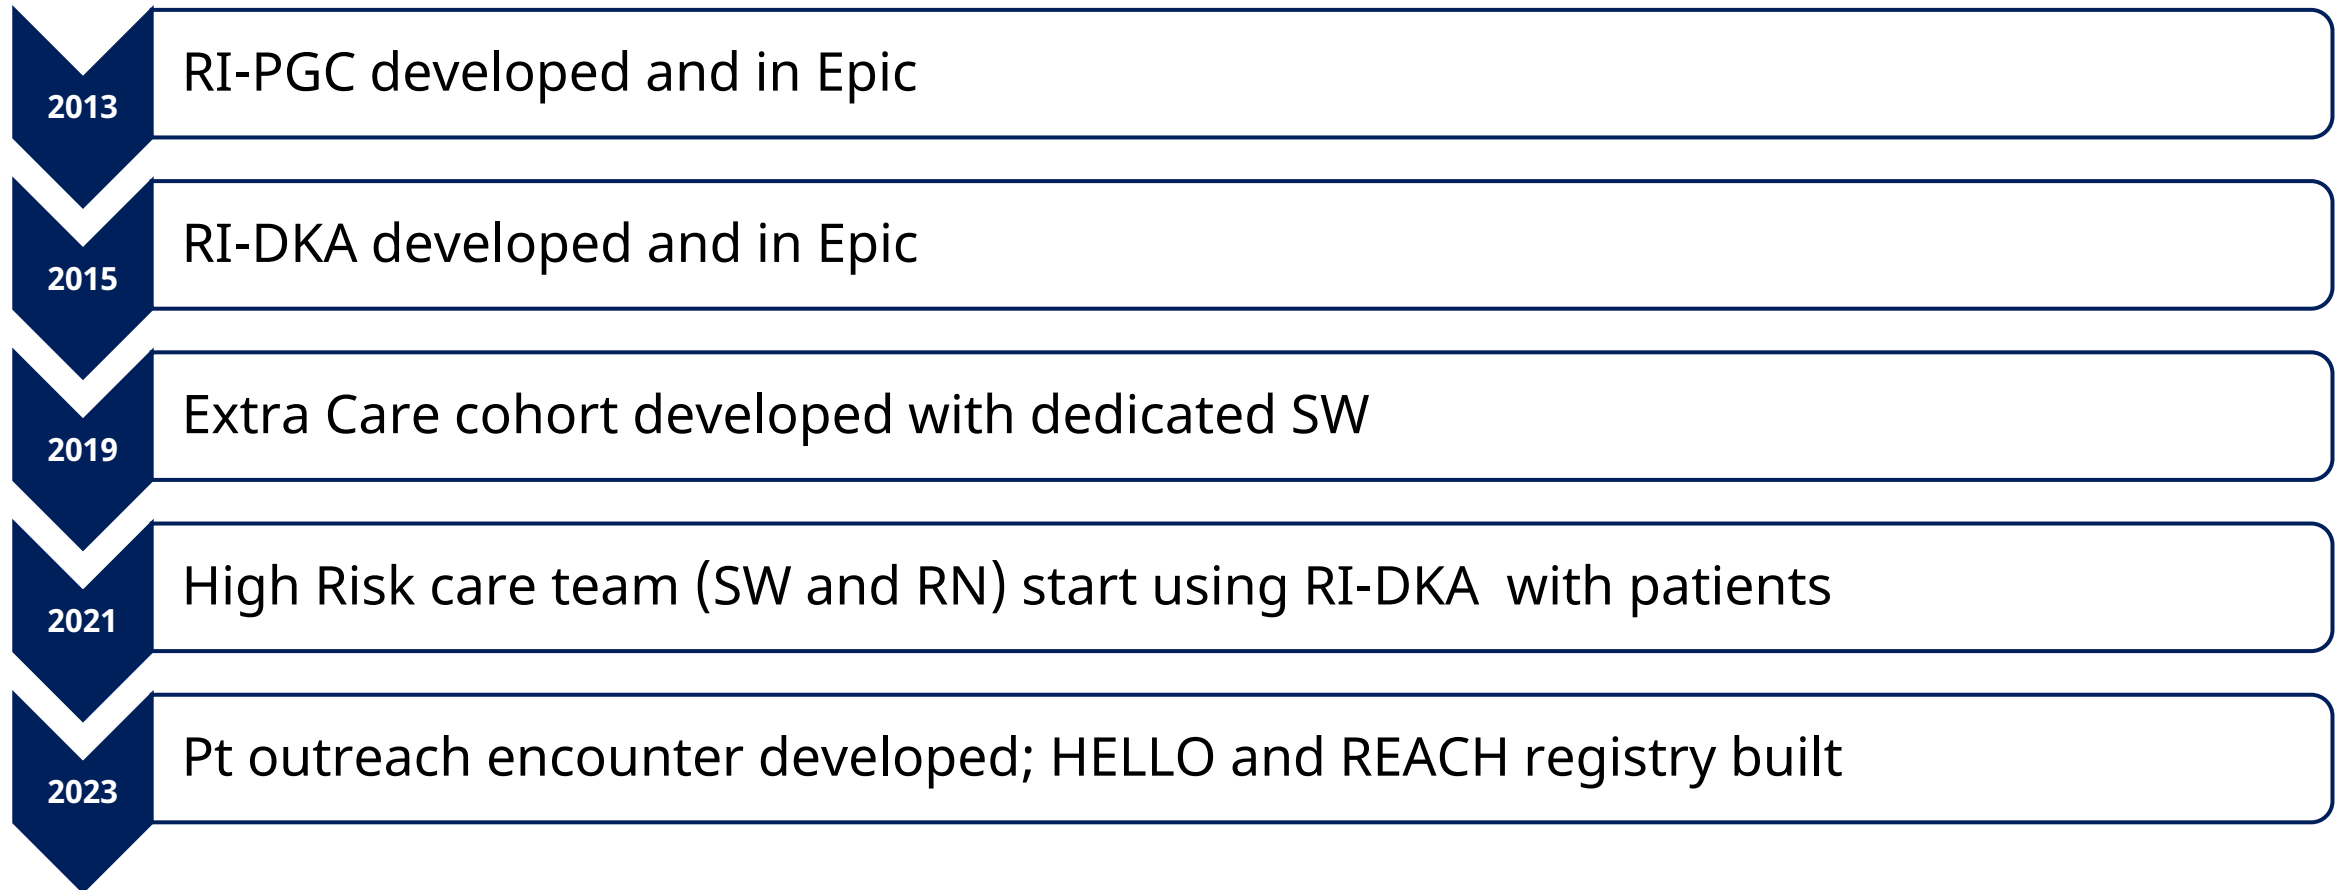 2013
RI-PGC developed and in Epic
2015
RI-DKA developed and in Epic
2019
Extra Care cohort developed with dedicated SW
2021
High Risk care team (SW and RN) start using RI-DKA  with patients
2023
Pt outreach encounter developed; HELLO and REACH registry built